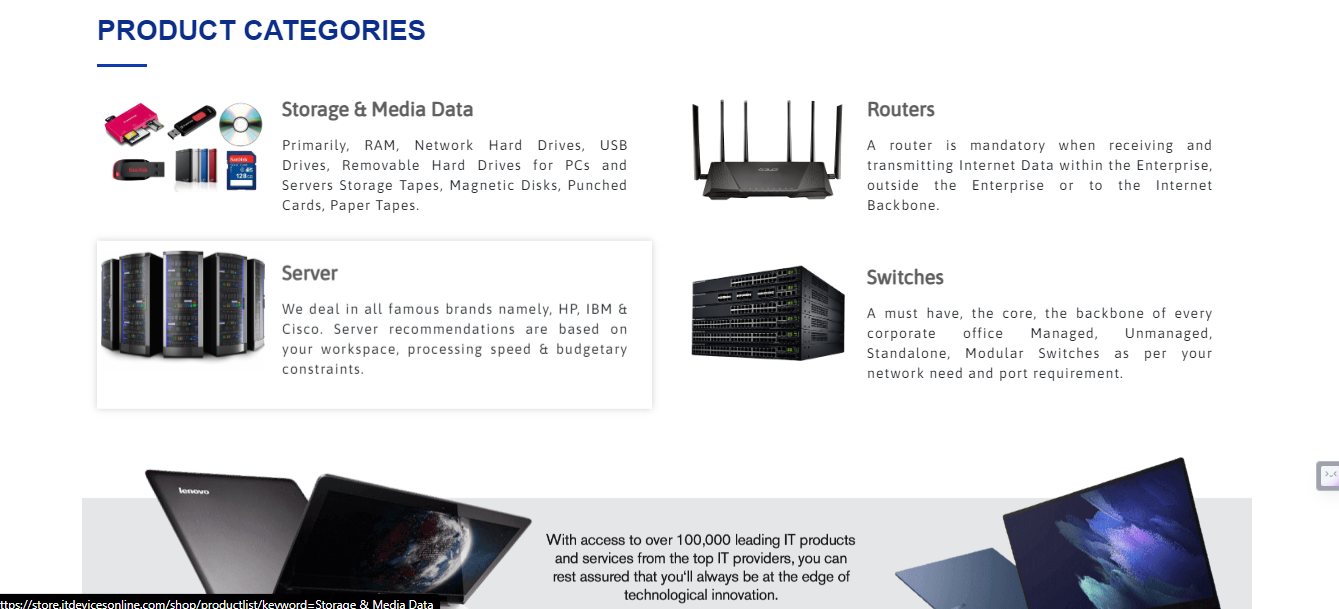 PRODUCT CATEGORIES
Storage & Media Data
Primarily, RAM, Network Hard Drives, USB
Drives, Removable Hard Drives for PCs and
Servers Storage Tapes, Magnetic Disks, Punched
Cards, Paper Tapes.
Routers
A router is mandatory when receiving and
transmitting Internet Data within the Enterprise,
outside the Enterprise or to the Internet
Backbone.
Server
We deal in all famous brands namely, HP, IBM &
Cisco. Server recommendations are based on
your workspace, processing speed & budgetary
constraints.
Switches
A must have, the core, the backbone of every
corporate office Managed, Unmanaged,
Standalone, Modular Switches as per your
network need and port requirement.
lenovo
With access to over 100,000 leading IT products
and services from the top IT providers, you can
rest assured that you'll always be at the edge of
technological innovation.
ttps://store.itdevicesonline.com/shop/productlist/keyword=Storage & Media Data